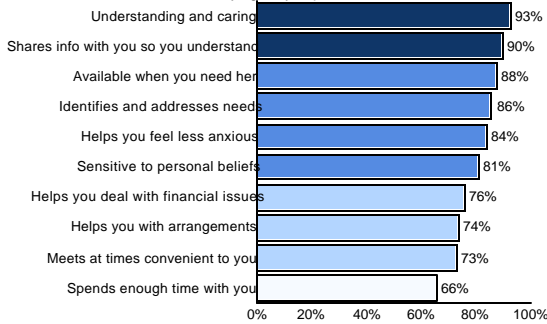 Understanding and caring 93%
Shares info with you so you understand 90%
Available when you need her 88%
Identifies and addresses needs 86%
Helps you feel less anxious 84%
Sensitive to personal beliefs 81%
Helps you deal with financial issues 76%
Helps you with arrangements 74%
Meets at times convenient to you 73%
Spends enough time with you 66%
0% 20% 40% 60% 80% 100%